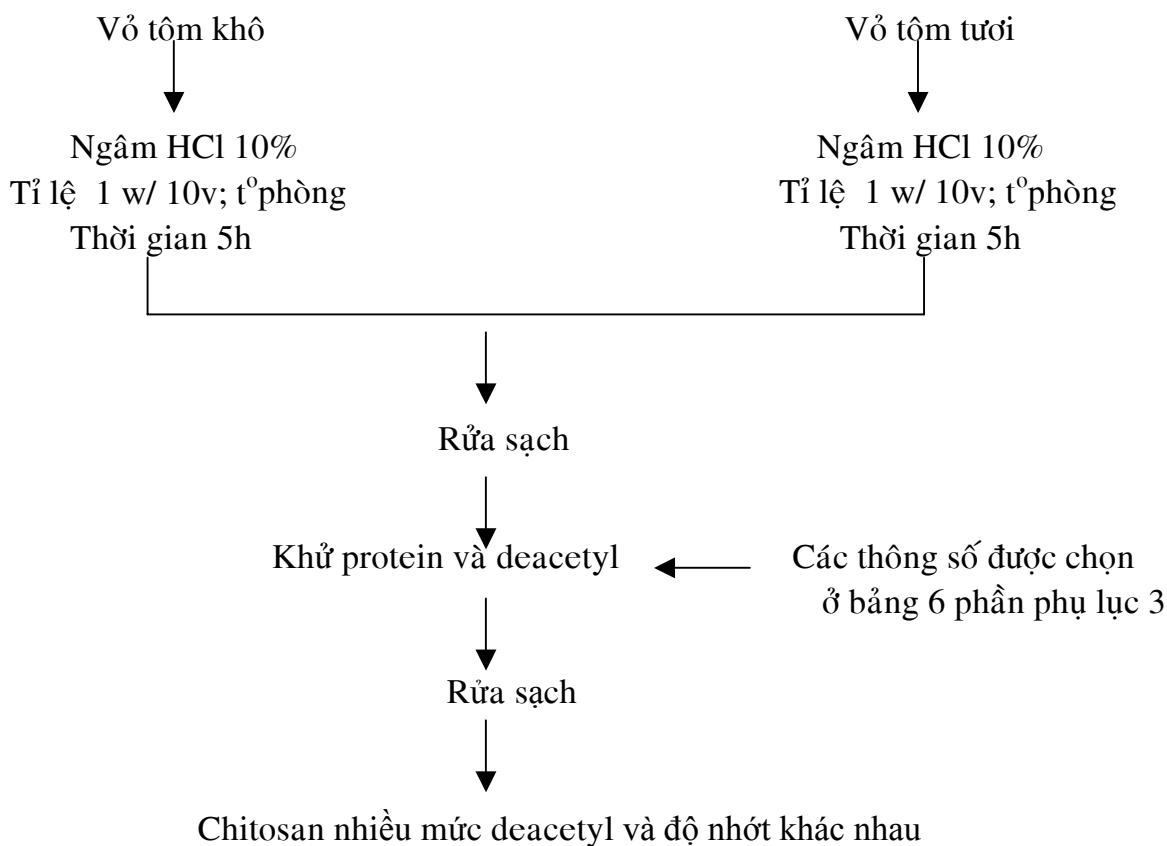 Vỏ tôm khô
Vỏ tôm tươi
Ngâm HCl 10%
Tỉ lệ 1 w/ 10v; t°phòng
Thời gian 5h
Ngâm HCl 10%
Tỉ lệ 1 w/ 10v; t°phòng
Thời gian 5h
Rửa sạch
Khử protein và deacetyl
Các thông số được chọn
ở bảng 6 phần phụ lục 3
Rửa sạch
Chitosan nhiều mức deacetyl và độ nhớt khác nhau